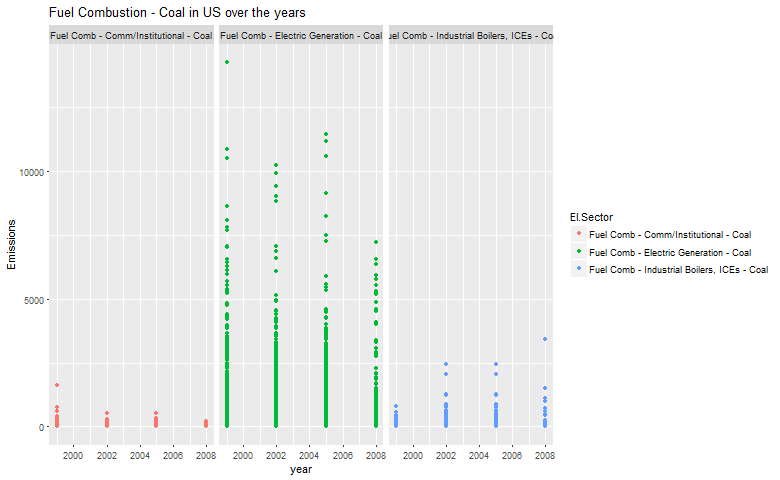 Fuel Combustion - Coal in US over the years
Fuel Comb - Comm/Institutional - Coal
Fuel Comb - Electric Generation - Coal
uel Comb - Industrial Boilers, ICEs - Co
Emissions
10000
5000
0
2000 2002 2004 2006 2008
2000 2002 2004 2006 2008
2000 2002 2004 2006 2008
year
EI.Sector
Fuel Comb - Comm/Institutional - Coal
Fuel Comb - Electric Generation - Coal
Fuel Comb - Industrial Boilers, ICEs - Coal